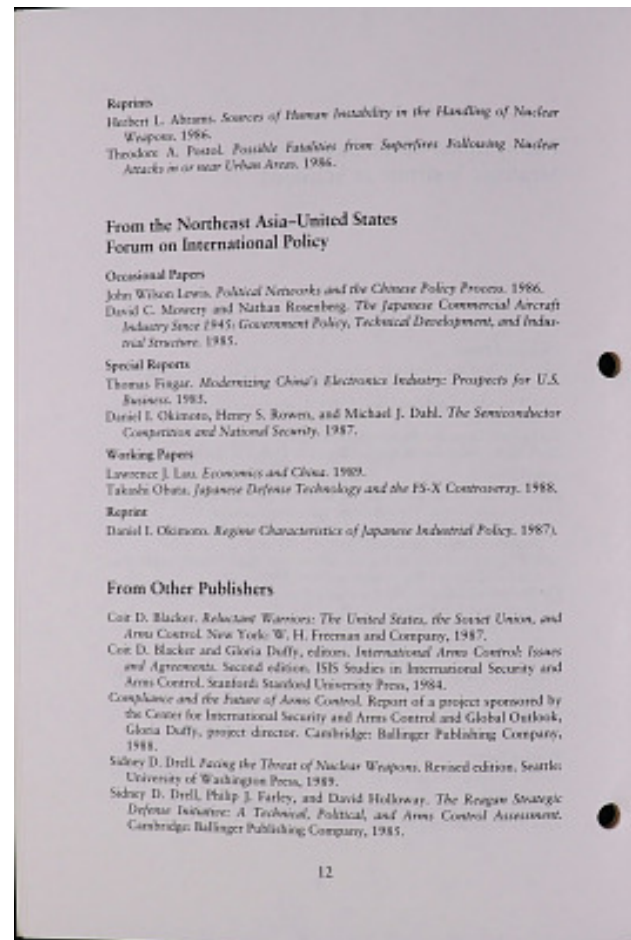 Reprints
Herbert L. Abrams. Sources of Human Instability in the Handling of Nuclear
Weapons. 1986.
Theodore A. Postol. Possible Fatalities from Superfires Following Nuclear
Attacks in or near Urban Areas. 1986.
From the Northeast Asia–United States
Forum on International Policy
Occasional Papers
John Wilson Lewis. Political Networks and the Chinese Policy Process. 1986.
David C. Mowery and Nathan Rosenberg. The Japanese Commercial Aircraft
Industry Since 1945: Government Policy, Technical Development, and Indus-
trial Structure. 1985.
Special Reports
Thomas Fingar. Modernizing China's Electronics Industry: Prospects for U.S.
Business. 1985.
Daniel I. Okimoto, Henry S. Rowen, and Michael J. Dahl. The Semiconductor
Competition and National Security. 1987.
Working Papers
Lawrence J. Lau. Economics and China. 1989.
Takashi Obata. Japanese Defense Technology and the FS-X Controversy. 1988.
Reprint
Daniel I. Okimoto. Regime Characteristics of Japanese Industrial Policy. 1987).
From Other Publishers
Coit D. Blacker. Reluctant Warriors: The United States, the Soviet Union, and
Arms Control. New York: W. H. Freeman and Company, 1987.
Coit D. Blacker and Gloria Duffy, editors. International Arms Control: Issues
and Agreements. Second edition. ISIS Studies in International Security and
Arms Control. Stanford: Stanford University Press, 1984.
Compliance and the Future of Arms Control. Report of a project sponsored by
the Center for International Security and Arms Control and Global Outlook,
Gloria Duffy, project director. Cambridge: Ballinger Publishing Company,
1988.
Sidney D. Drell. Facing the Threat of Nuclear Weapons. Revised edition. Seattle:
University of Washington Press, 1989.
Sidney D. Drell, Philip J. Farley, and David Holloway. The Reagan Strategic
Defense Initiative: A Technical, Political, and Arms Control Assessment.
Cambridge: Ballinger Publishing Company, 1985.
12